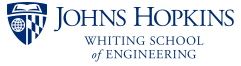 JOHNS HOPKINS
WHITING SCHOOL
of ENGINEERING